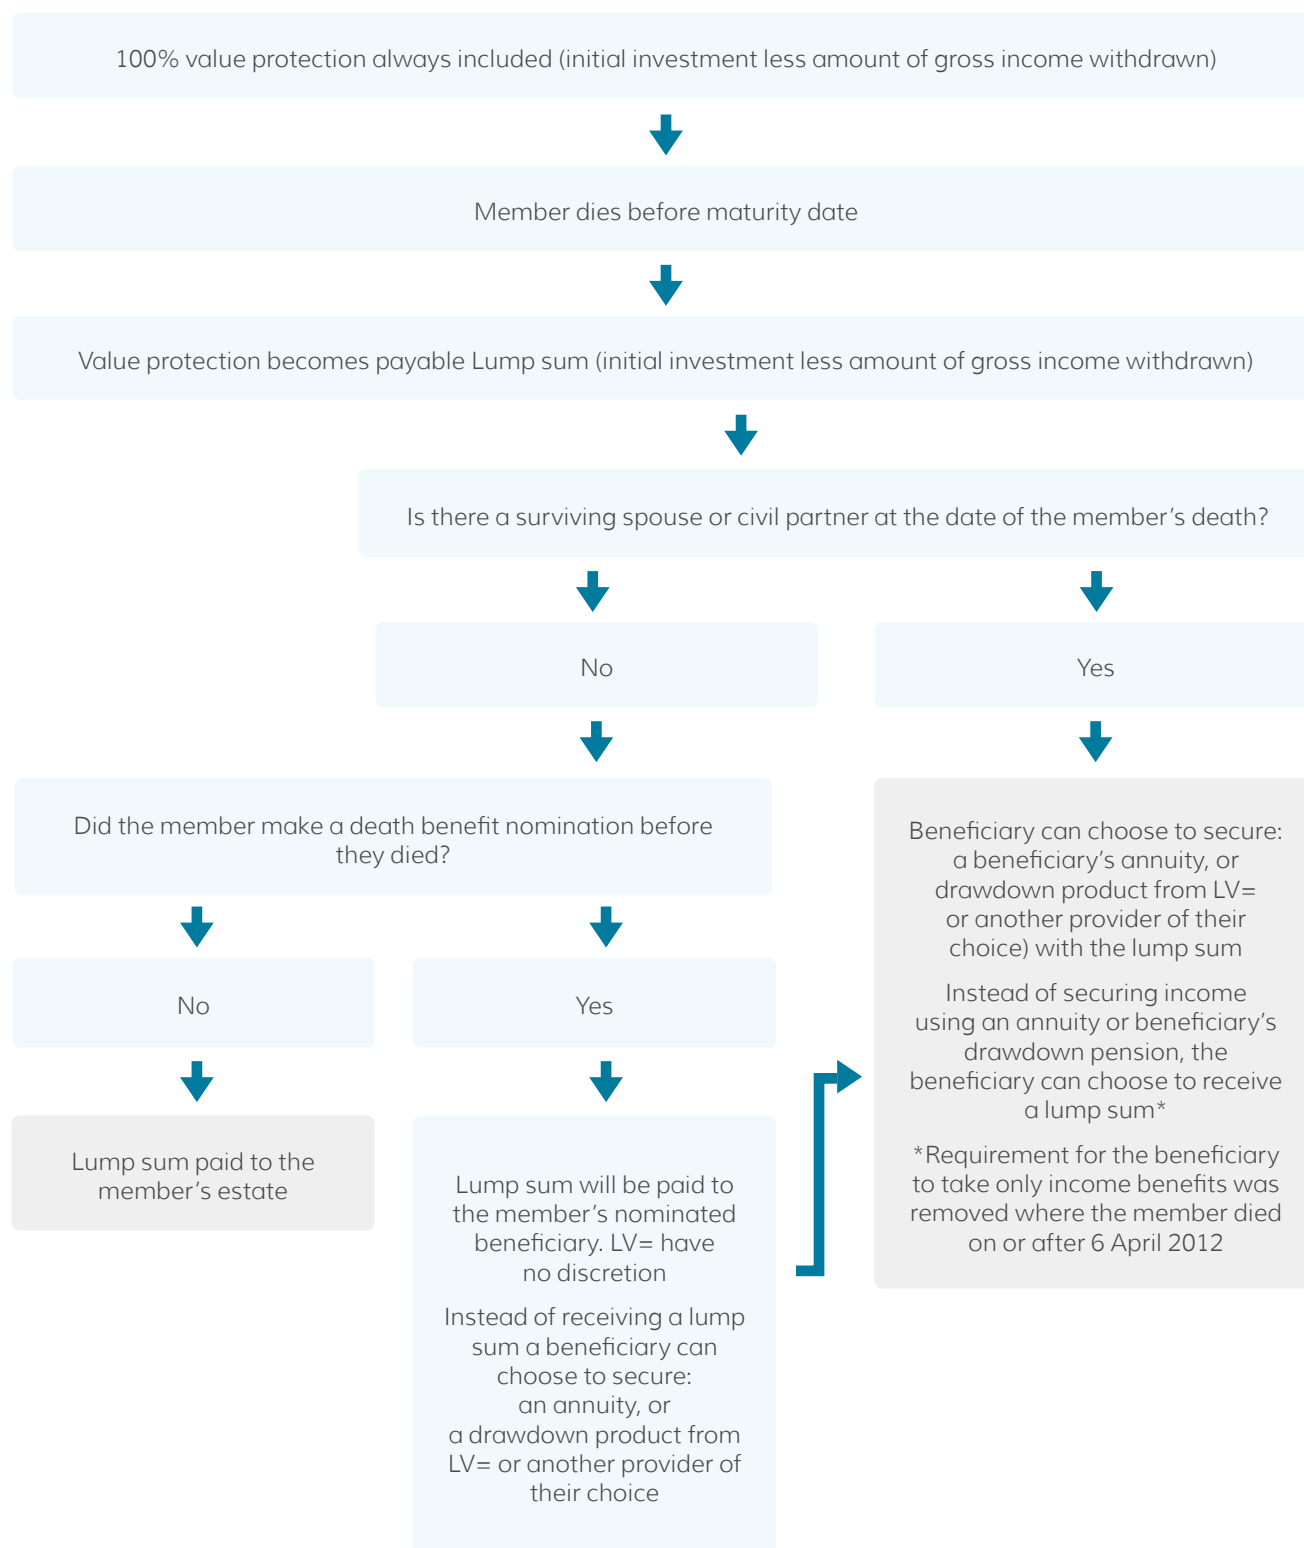 100% value protection always included (initial investment less amount of gross income withdrawn)
Member dies before maturity date
Value protection becomes payable Lump sum (initial investment less amount of gross income withdrawn)
Is there a surviving spouse or civil partner at the date of the member’s death?
No
Yes
Did the member make a death benefit nomination before
they died?
No
Yes
Lump sum paid to the
member’s estate
Lump sum will be paid to
the member’s nominated
beneficiary. LV= have
no discretion
Instead of receiving a lump
sum a beneficiary can
choose to secure:
an annuity, or
a drawdown product from
LV= or another provider of
their choice
Beneficiary can choose to secure:
a beneficiary’s annuity, or
drawdown product from LV=
or another provider of their
choice) with the lump sum
Instead of securing income
using an annuity or beneficiary’s
drawdown pension, the
beneficiary can choose to receive
a lump sum*
*Requirement for the beneficiary
to take only income benefits was
removed where the member died
on or after 6 April 2012